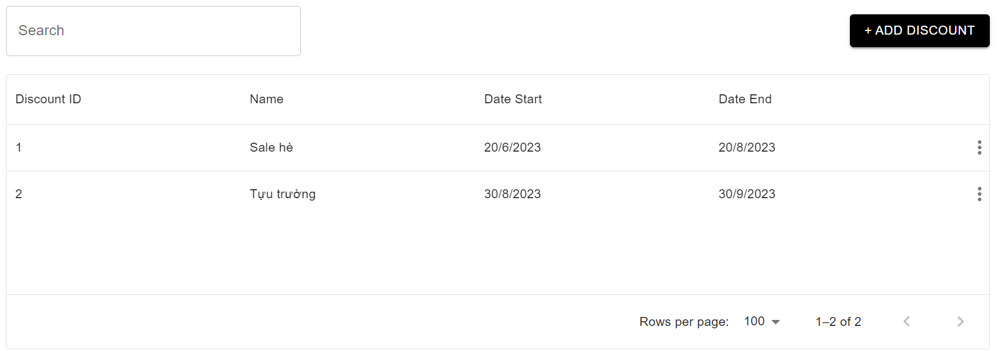 Search
+ ADD DISCOUNT
Discount ID Name Date Start Date End
1 Sale hè 20/6/2023 20/8/2023
2 Tựu trường 30/8/2023 30/9/2023
Rows per page: 100 1–2 of 2